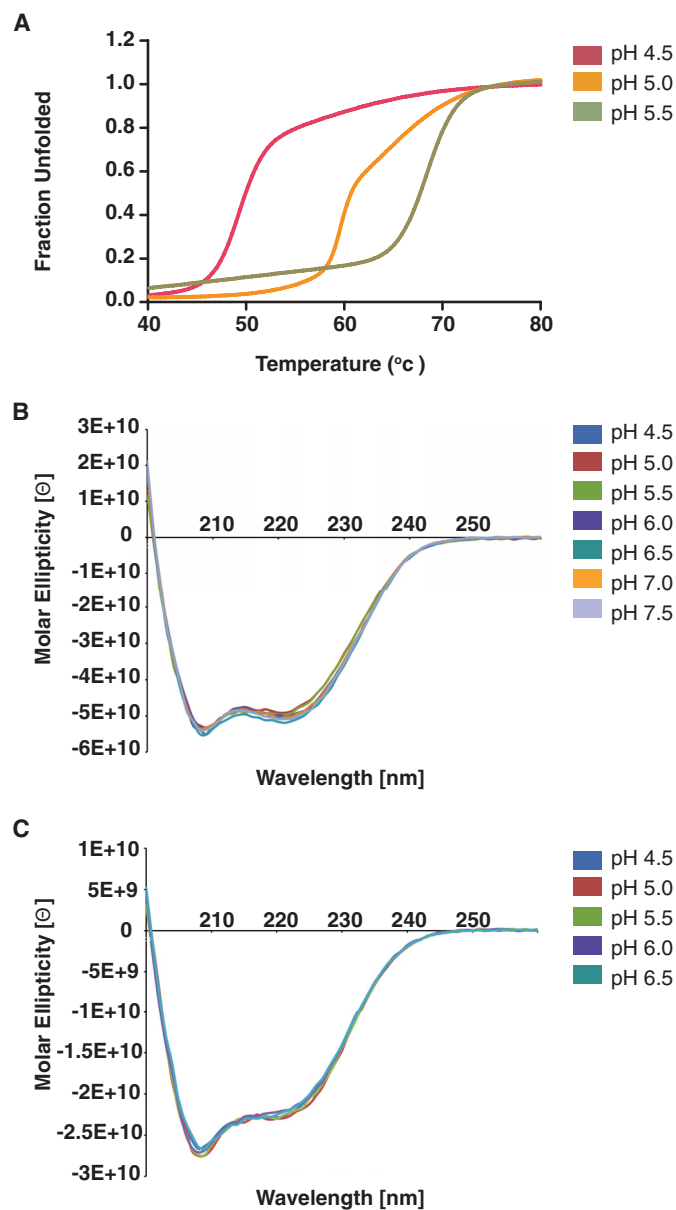 A
Fraction Unfolded
1.2
1.0
0.8
0.6
0.4
0.2
0.0
40
50
60
70
80
Temperature (°c )
pH 4.5
pH 5.0
pH 5.5
B
Molar Ellipticity [Θ]
3E+10
2E+10
1E+10
0
-1E+10
-2E+10
-3E+10
-4E+10
-5E+10
-6E+10
210
220
230
240
250
Wavelength [nm]
pH 4.5
pH 5.0
pH 5.5
pH 6.0
pH 6.5
pH 7.0
pH 7.5
C
Molar Ellipticity [Θ]
1E+10
5E+9
0
-5E+9
-1E+10
-1.5E+10
-2E+10
-2.5E+10
-3E+10
210
220
230
240
250
Wavelength [nm]
pH 4.5
pH 5.0
pH 5.5
pH 6.0
pH 6.5